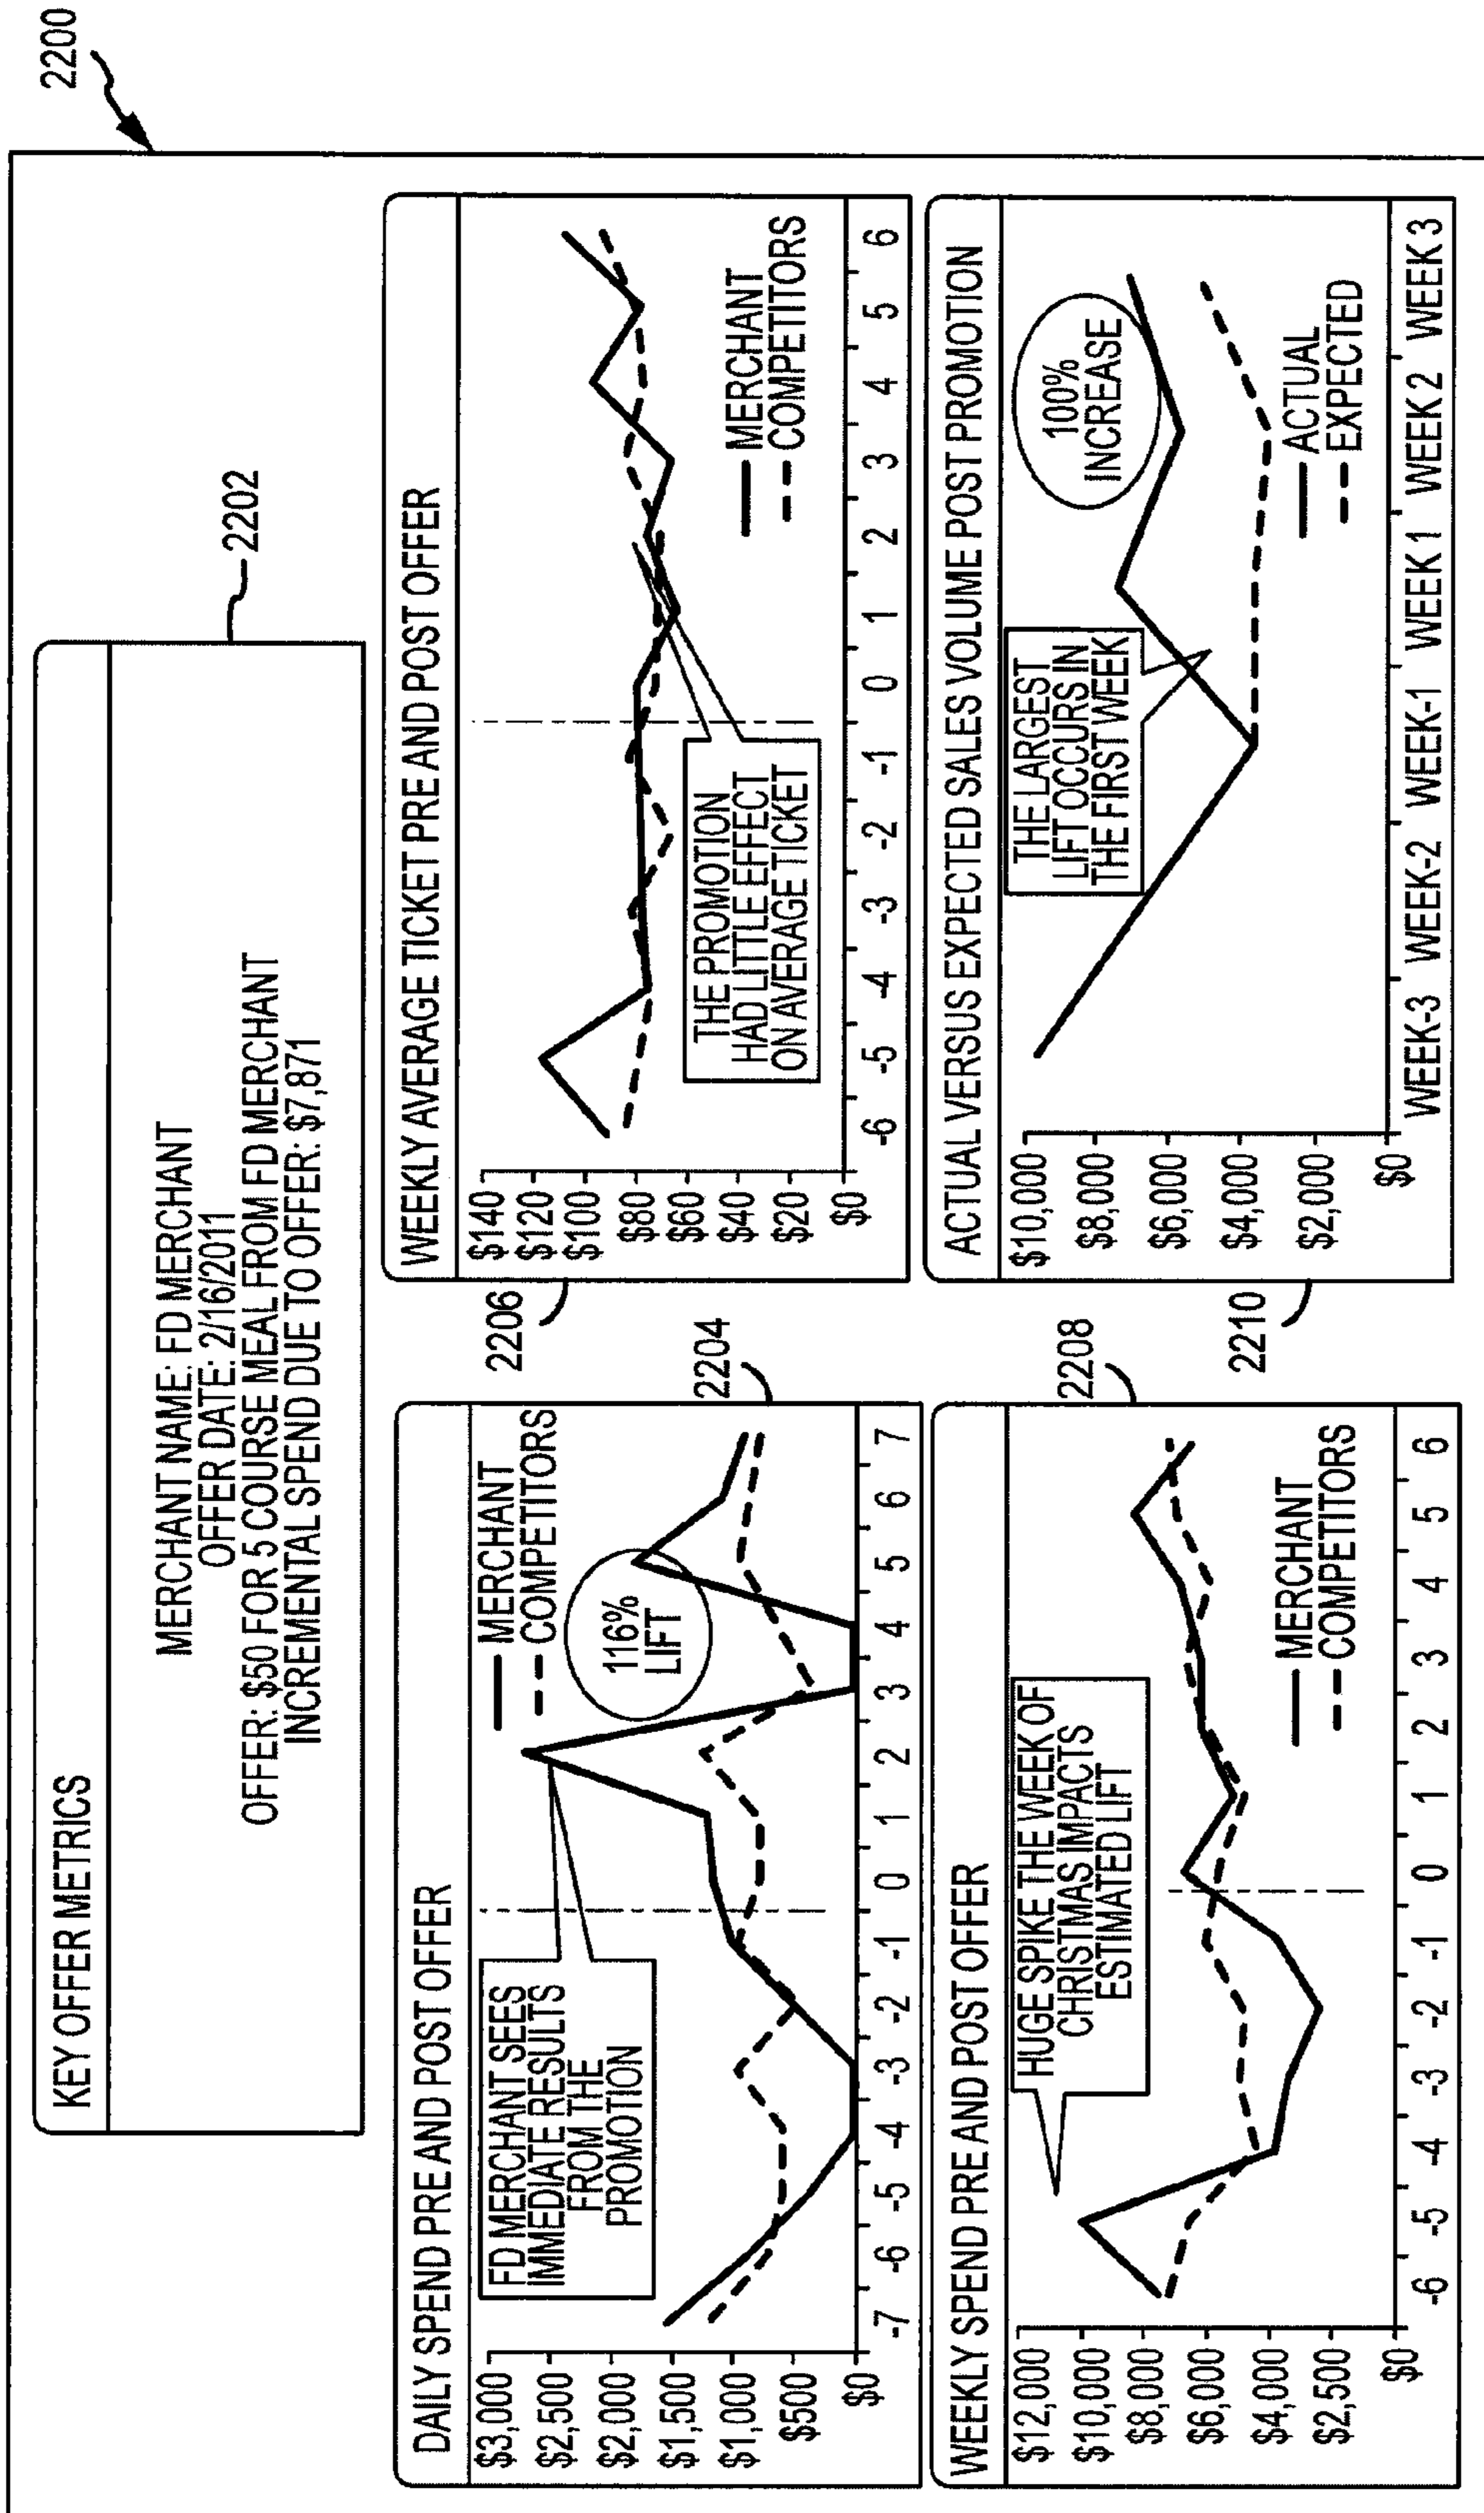 2200
KEY OFFER METRICS
MERCHANT NAME: FD MERCHANT
OFFER DATE: 2/16/2011
OFFER: $50 FOR 5 COURSE MEAL FROM FD MERCHANT
INCREMENTAL SPEND DUE TO OFFER: $7,871
2202
DAILY SPEND PRE AND POST OFFER
$3,000
$2,500
$2,000
$1,500
$1,000
$500
$0
FD MERCHANT SEES
IMMEDIATE RESULTS
FROM THE
PROMOTION
116%
LIFT
MERCHANT
COMPETITORS
-7 -6 -5 -4 -3 -2 -1 0 1 2 3 4 5 6 7
2204
2206
WEEKLY AVERAGE TICKET PRE AND POST OFFER
$140
$120
$100
$80
$60
$40
$20
$0
THE PROMOTION
HAD LITTLE EFFECT
ON AVERAGE TICKET
MERCHANT
COMPETITORS
-6 -5 -4 -3 -2 -1 0 1 2 3 4 5 6
WEEKLY SPEND PRE AND POST OFFER
$12,000
$10,000
$8,000
$6,000
$4,000
$2,500
$0
HUGE SPIKE THE WEEK OF
CHRISTMAS IMPACTS
ESTIMATED LIFT
MERCHANT
COMPETITORS
-6 -5 -4 -3 -2 -1 0 1 2 3 4 5 6
2208
2210
ACTUAL VERSUS EXPECTED SALES VOLUME POST PROMOTION
$10,000
$8,000
$6,000
$4,000
$2,000
$0
THE LARGEST
LIFT OCCURS IN
THE FIRST WEEK
100%
INCREASE
ACTUAL
EXPECTED
WEEK-3 WEEK-2 WEEK-1 WEEK 1 WEEK 2 WEEK 3